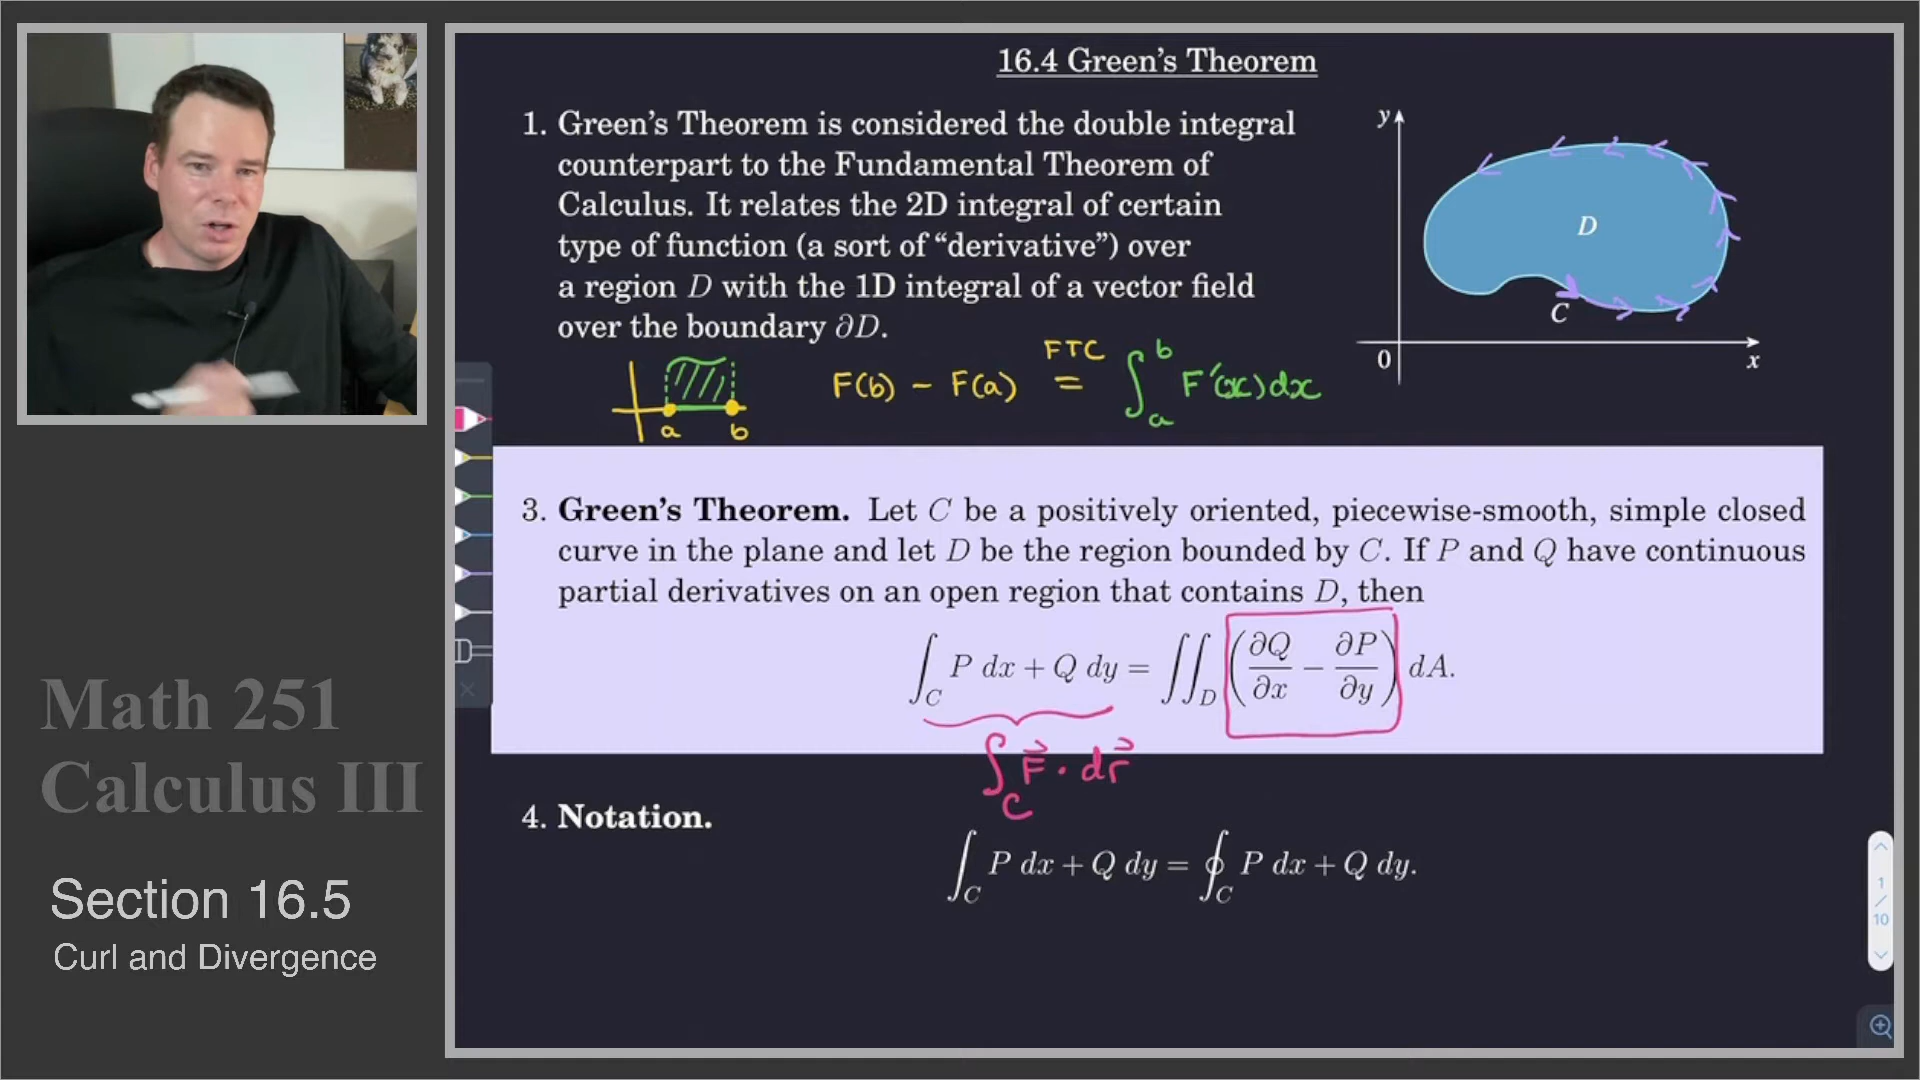 16.4 Green's Theorem
1. Green's Theorem is considered the double integral
counterpart to the Fundamental Theorem of
Calculus. It relates the 2D integral of certain
type of function (a sort of “derivative”) over
a region D with the 1D integral of a vector field
over the boundary ∂D.
y
D
C
0
x
a b
F(b) − F(a) FTC = ∫_a^b F′(x)dx
3. Green's Theorem. Let C be a positively oriented, piecewise-smooth, simple closed
curve in the plane and let D be the region bounded by C. If P and Q have continuous
partial derivatives on an open region that contains D, then
∫_C P dx + Q dy = ∬_D (∂Q/∂x − ∂P/∂y) dA.
∫_C F⃗ · dr⃗
4. Notation.
∫_C P dx + Q dy = ∮_C P dx + Q dy.
Math 251
Calculus III
Section 16.5
Curl and Divergence
1
/
10